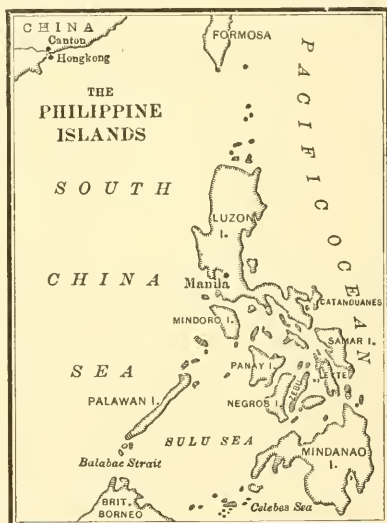 CHINA
Canton
Hongkong
FORMOSA
THE
PHILIPPINE
ISLANDS
PACIFIC OCEAN
SOUTH
CHINA
SEA
LUZON
I.
Manila
CATANDUANES
MINDORO I.
SAMAR I.
PANAY I.
LEYTE
ZEBU
NEGROS I.
PALAWAN I.
SULU SEA
MINDANAO
I.
Balabac Strait
BRIT.
BORNEO
Celebes Sea